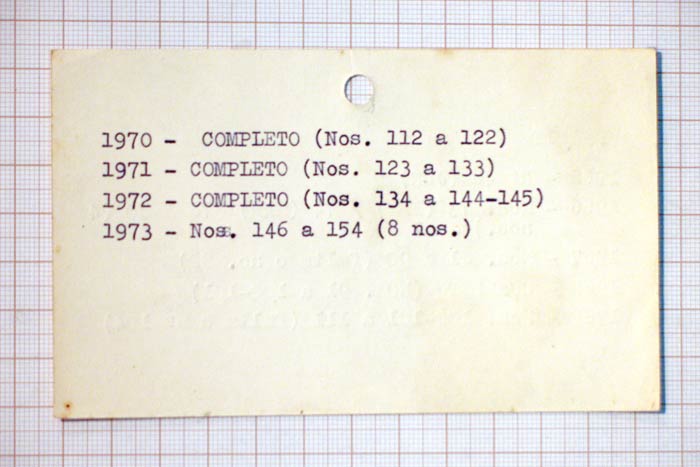 1970 - COMPLETO (Nos. 112 a 122)
1971 - COMPLETO (Nos. 123 a 133)
1972 - COMPLETO (Nos. 134 a 144-145)
1973 - Nos. 146 a 154 (8 nos.)